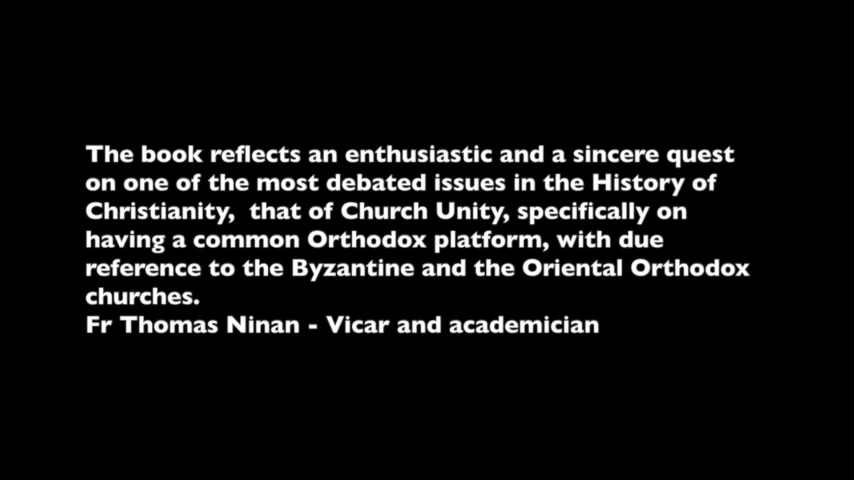 The book reflects an enthusiastic and a sincere quest
on one of the most debated issues in the History of
Christianity,  that of Church Unity, specifically on
having a common Orthodox platform, with due
reference to the Byzantine and the Oriental Orthodox
churches.
Fr Thomas Ninan - Vicar and academician